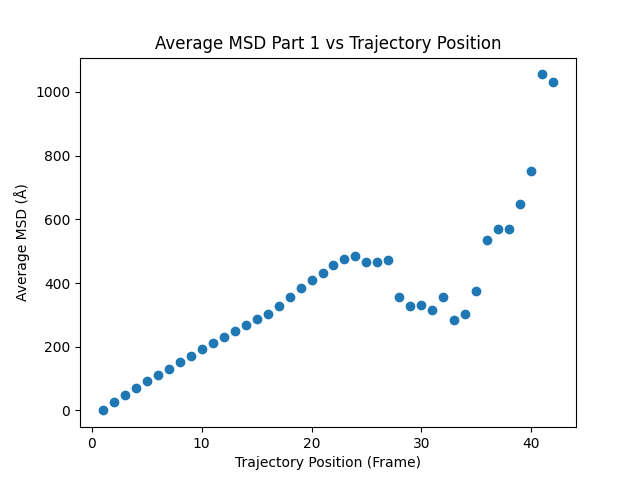 Average MSD Part 1 vs Trajectory Position
1000
800
600
400
200
0
Average MSD (Å)
0 10 20 30 40
Trajectory Position (Frame)